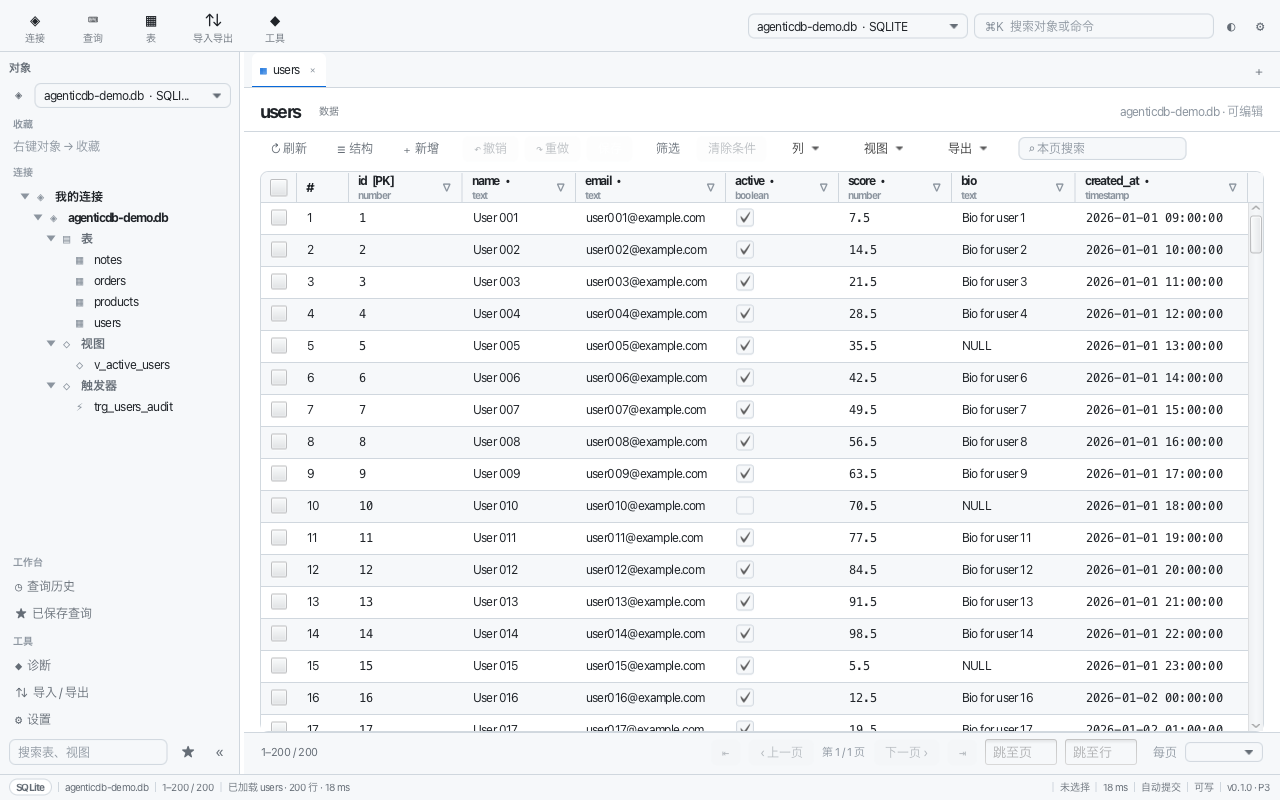 连接 查询 表 导入导出 工具
agenticdb-demo.db · SQLITE
⌘K 搜索对象或命令
对象
agenticdb-demo.db · SQLI...
收藏
右键对象 → 收藏
连接
我的连接
agenticdb-demo.db
表
notes
orders
products
users
视图
v_active_users
触发器
trg_users_audit
工作台
查询历史
已保存查询
工具
诊断
导入 / 导出
设置
搜索表、视图
«
users ×
+
users 数据
agenticdb-demo.db · 可编辑
刷新 结构 + 新增 撤销 重做 筛选 清除条件 列 视图 导出 本页搜索
# id [PK] name • email • active • score • bio created_at •
number text text boolean number text timestamp
1 1 User 001 user001@example.com 7.5 Bio for user 1 2026-01-01 09:00:00
2 2 User 002 user002@example.com 14.5 Bio for user 2 2026-01-01 10:00:00
3 3 User 003 user003@example.com 21.5 Bio for user 3 2026-01-01 11:00:00
4 4 User 004 user004@example.com 28.5 Bio for user 4 2026-01-01 12:00:00
5 5 User 005 user005@example.com 35.5 NULL 2026-01-01 13:00:00
6 6 User 006 user006@example.com 42.5 Bio for user 6 2026-01-01 14:00:00
7 7 User 007 user007@example.com 49.5 Bio for user 7 2026-01-01 15:00:00
8 8 User 008 user008@example.com 56.5 Bio for user 8 2026-01-01 16:00:00
9 9 User 009 user009@example.com 63.5 Bio for user 9 2026-01-01 17:00:00
10 10 User 010 user010@example.com 70.5 NULL 2026-01-01 18:00:00
11 11 User 011 user011@example.com 77.5 Bio for user 11 2026-01-01 19:00:00
12 12 User 012 user012@example.com 84.5 Bio for user 12 2026-01-01 20:00:00
13 13 User 013 user013@example.com 91.5 Bio for user 13 2026-01-01 21:00:00
14 14 User 014 user014@example.com 98.5 Bio for user 14 2026-01-01 22:00:00
15 15 User 015 user015@example.com 5.5 NULL 2026-01-01 23:00:00
16 16 User 016 user016@example.com 12.5 Bio for user 16 2026-01-02 00:00:00
17 17 User 017 user017@example.com 19.5 Bio for user 17 2026-01-02 01:00:00
1–200 / 200
‹ 上一页 第 1 / 1 页 下一页 › 跳至页 跳至行 每页
SQLite agenticdb-demo.db 1–200 / 200 已加载 users · 200 行 · 18 ms
未选择 18 ms 自动提交 可写 v0.1.0 · P3